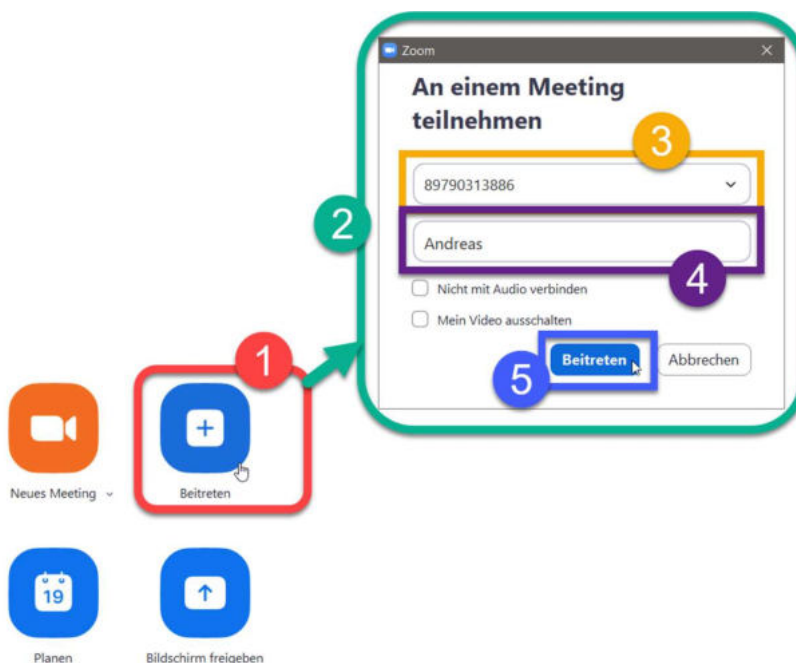 Zoom
An einem Meeting
teilnehmen
3
89790313886
2
Andreas
4
Nicht mit Audio verbinden
Mein Video ausschalten
1
Beitreten
Abbrechen
5
Neues Meeting
Beitreten
19
Planen
Bildschirm freigeben